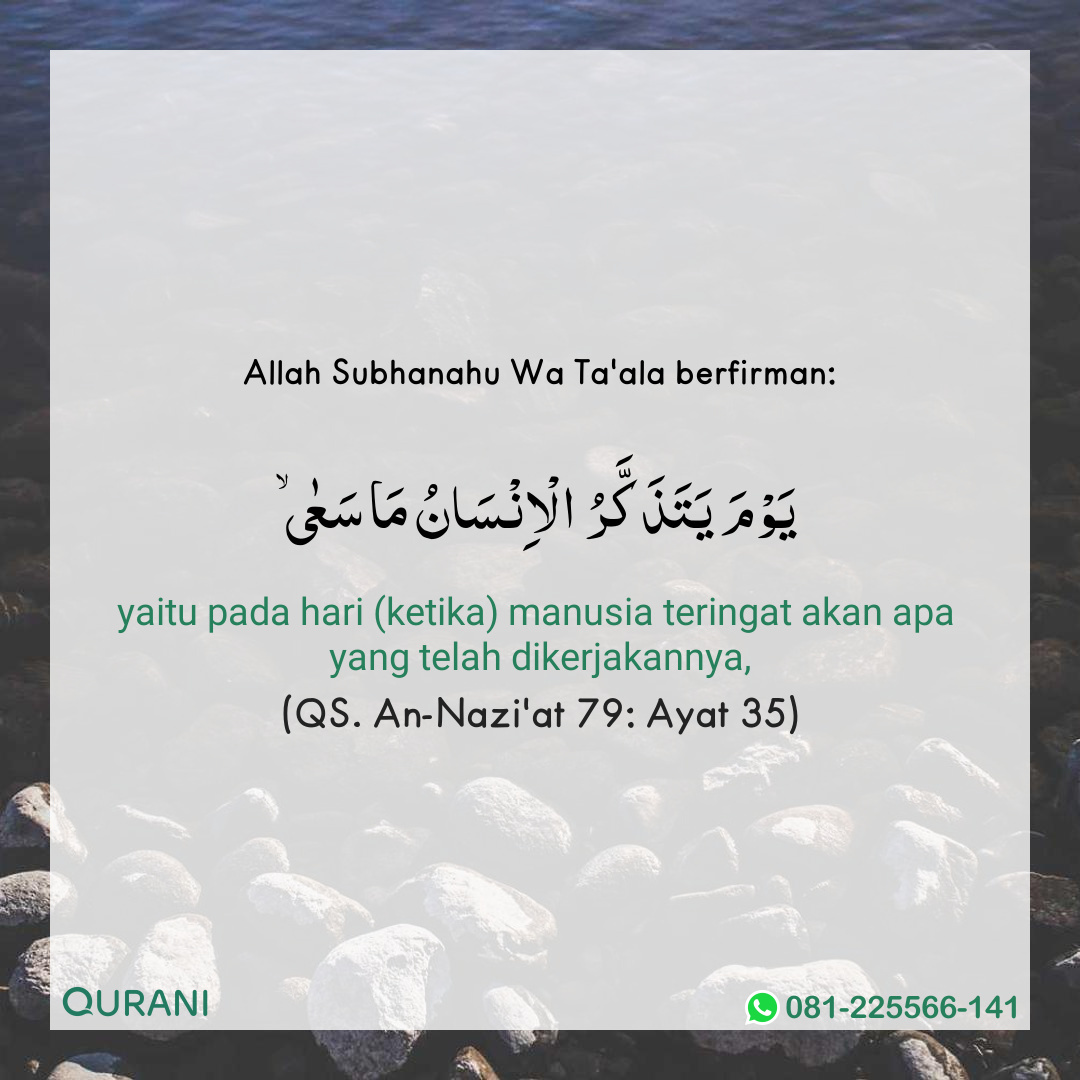 Allah Subhanahu Wa Ta'ala berfirman:
يَوْمَ يَتَذَكَّرُ الْاِنْسَانُ مَا سَعٰىۙ
yaitu pada hari (ketika) manusia teringat akan apa
yang telah dikerjakannya,
(QS. An-Nazi'at 79: Ayat 35)
QURANI
081-225566-141